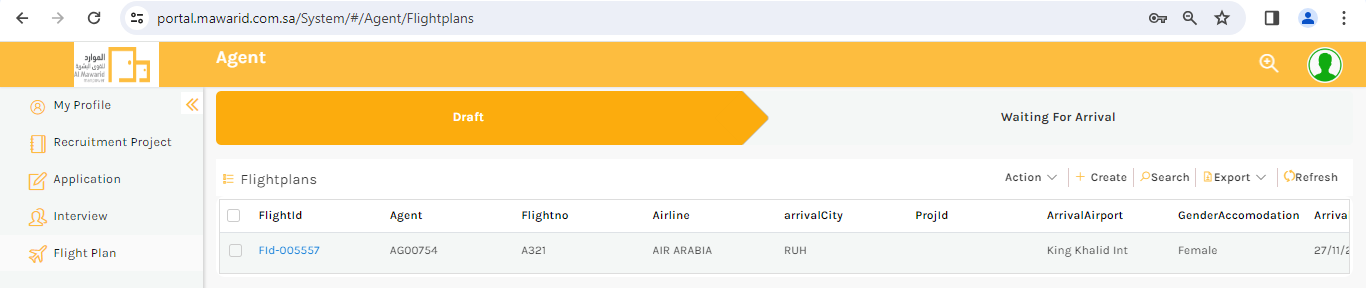 portal.mawarid.com.sa/System/#/Agent/Flightplans
الموارد
للقوى البشرية
Al Mawarid
Agent
My Profile
Recruitment Project
Application
Interview
Flight Plan
Draft
Waiting For Arrival
Flightplans
Action
Create
Search
Export
Refresh
FlightId Agent Flightno Airline arrivalCity ProjId ArrivalAirport GenderAccomodation Arrival
FId-005557 AG00754 A321 AIR ARABIA RUH King Khalid Int Female 27/11/2